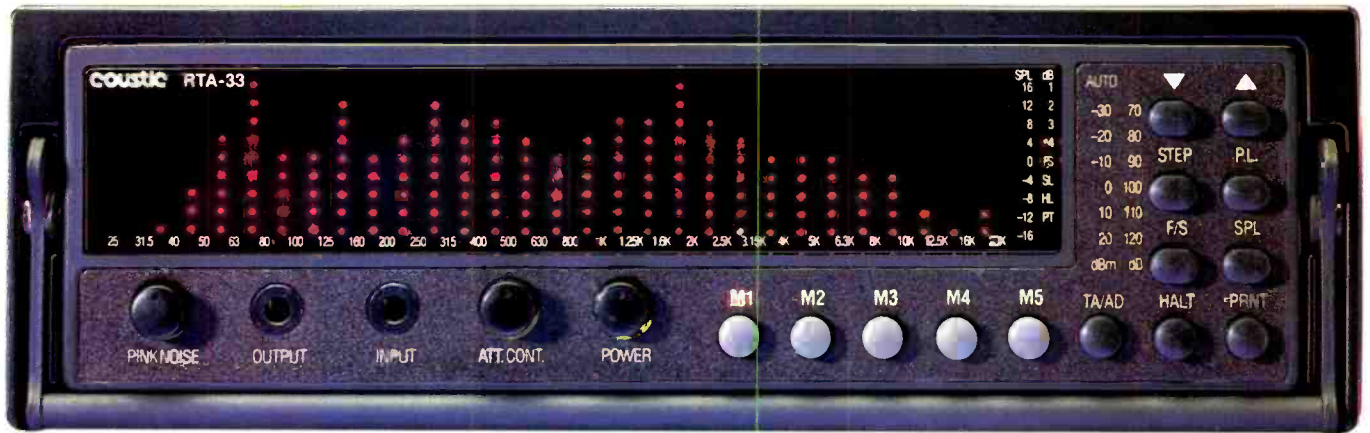 coustic RTA-33
SPL dB
16 1
12 2
8 3
4 4
0 FS
-4 SL
-8 HL
-12 PT
-16
25 31.5 40 50 63 80 100 125 160 200 250 315 400 500 630 800 1K 1.25K 1.6K 2K 2.5K 3.15K 4K 5K 6.3K 8K 10K 12.5K 16K 20K
AUTO
-30 70
-20 80
-10 90
0 100
10 110
20 120
dBm dB
STEP P.L.
F/S SPL
TA/AD HALT PRNT
M1 M2 M3 M4 M5
PINK NOISE OUTPUT INPUT ATT. CONT. POWER